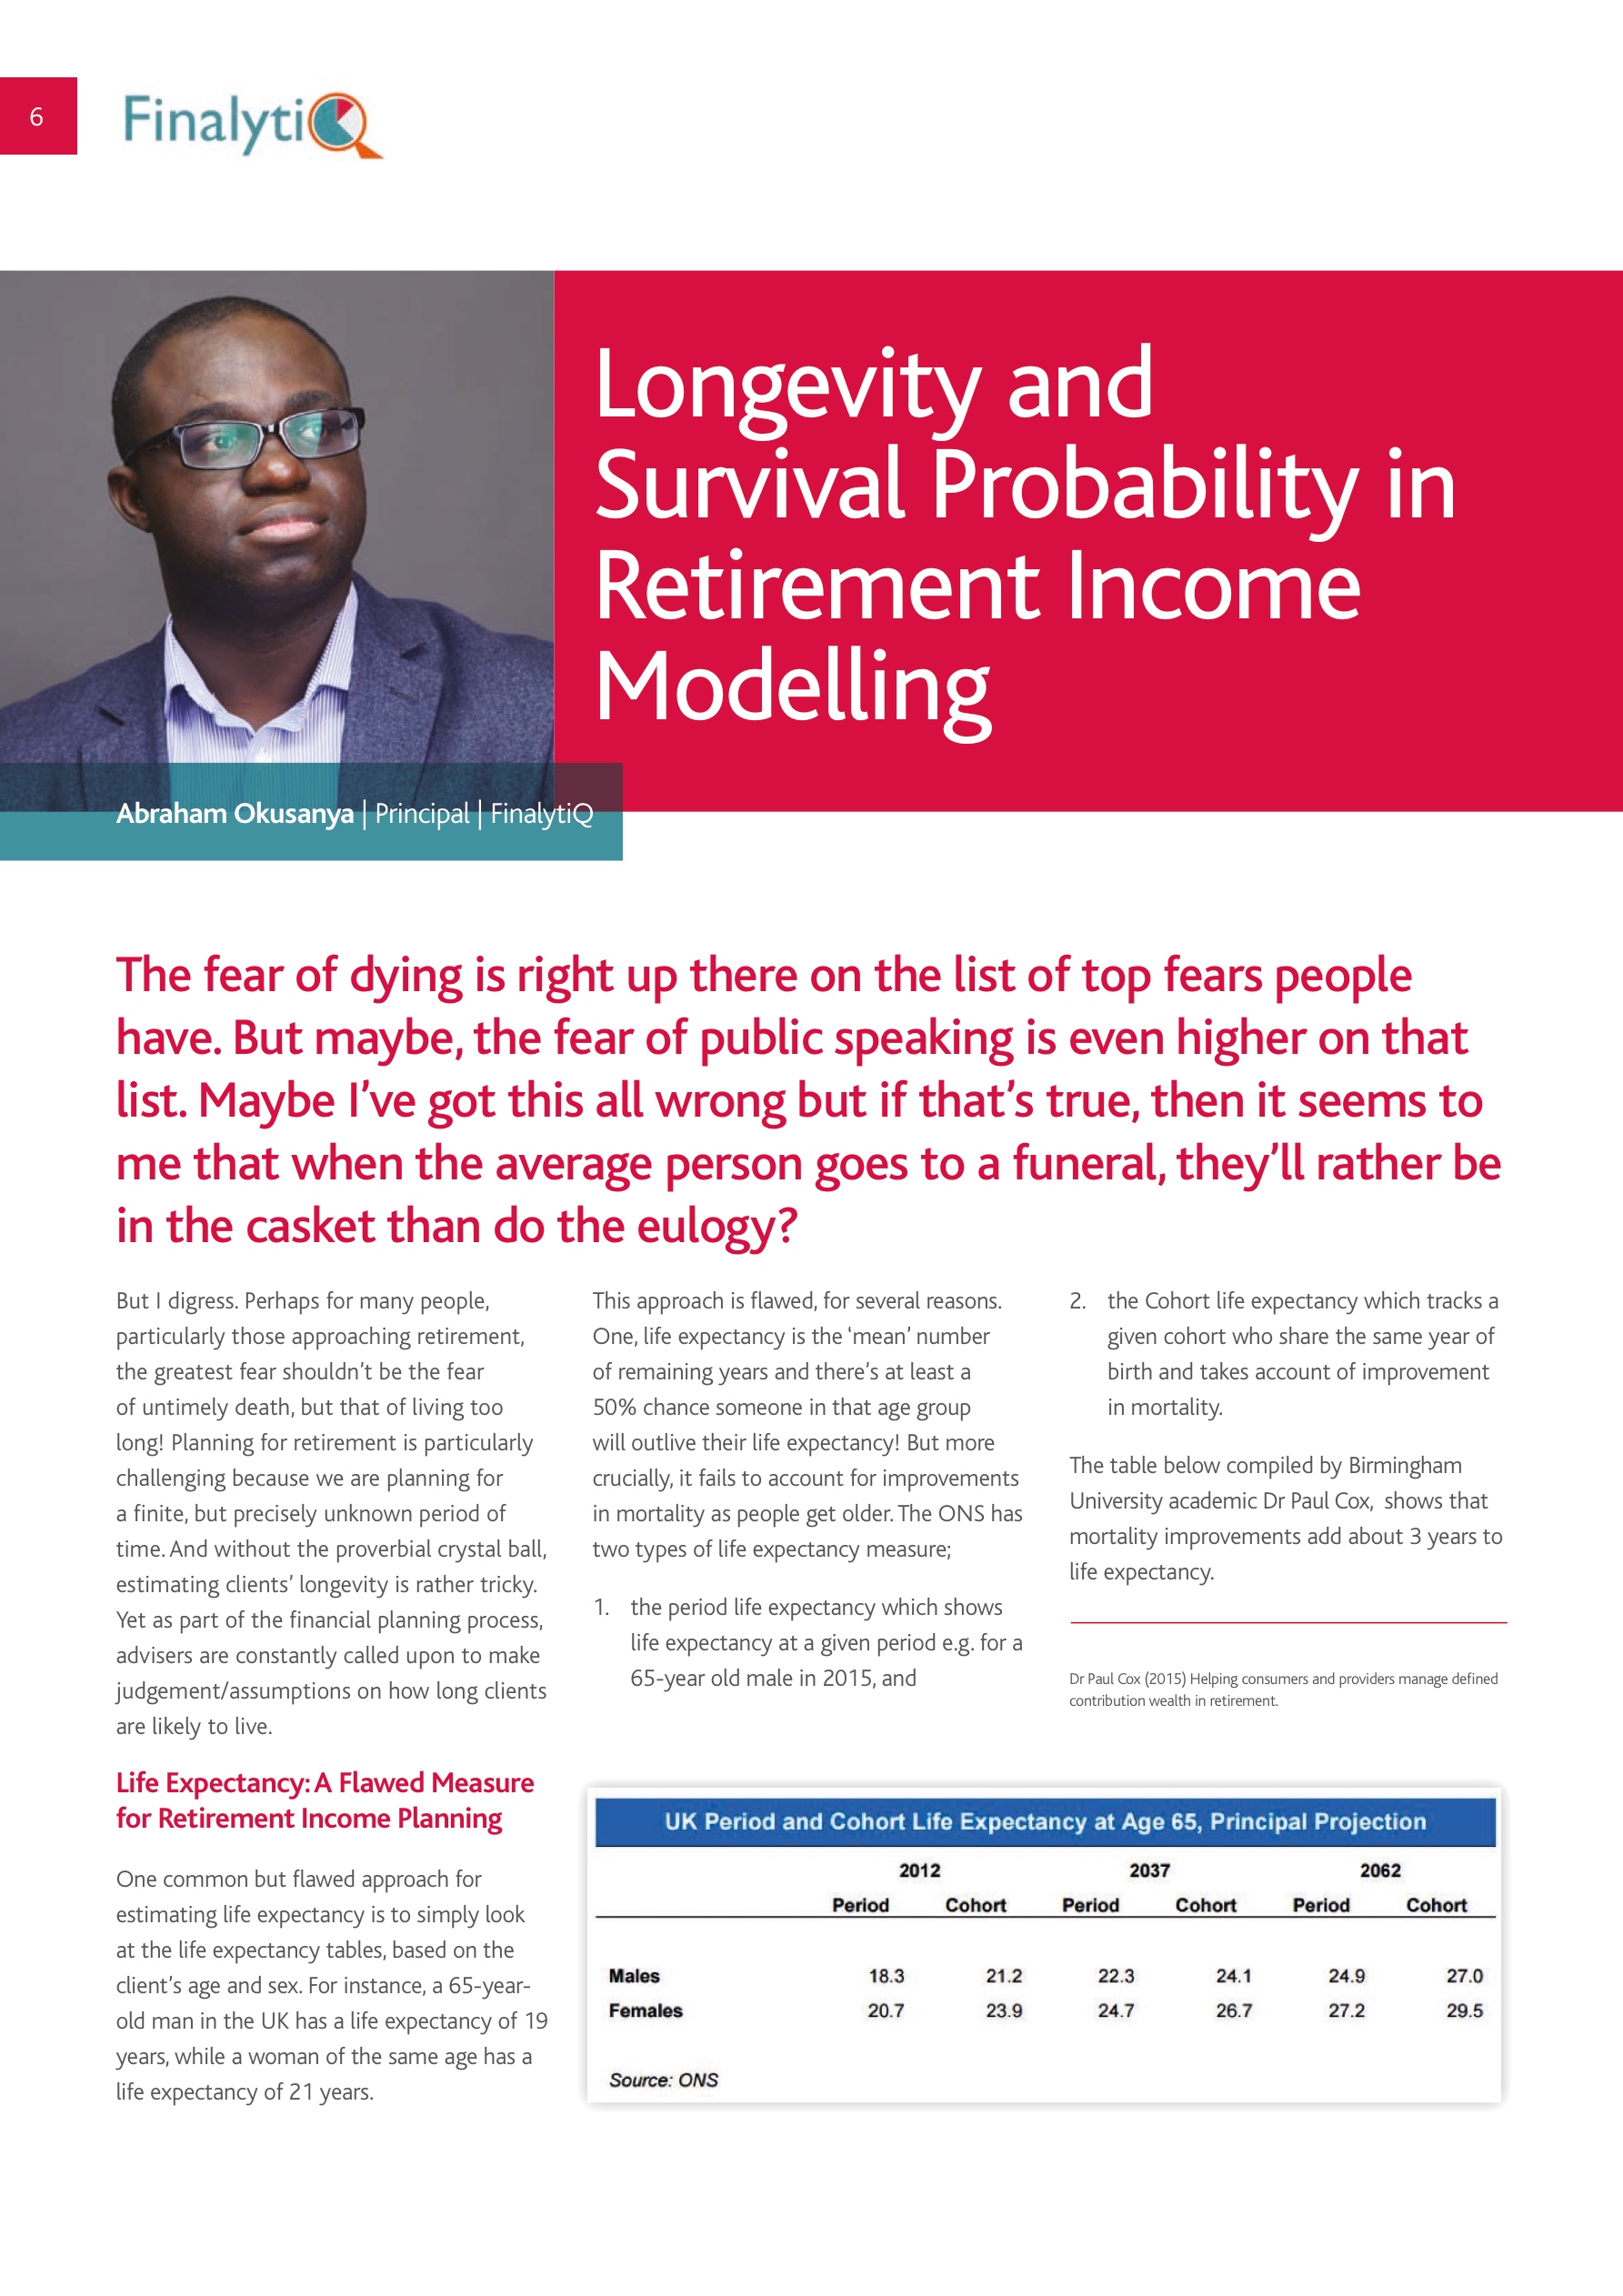 6
FinalytiQ
Longevity and
Survival Probability in
Retirement Income
Modelling
Abraham Okusanya | Principal | FinalytiQ
The fear of dying is right up there on the list of top fears people
have. But maybe, the fear of public speaking is even higher on that
list. Maybe I’ve got this all wrong but if that’s true, then it seems to
me that when the average person goes to a funeral, they’ll rather be
in the casket than do the eulogy?
But I digress. Perhaps for many people,
particularly those approaching retirement,
the greatest fear shouldn’t be the fear
of untimely death, but that of living too
long! Planning for retirement is particularly
challenging because we are planning for
a finite, but precisely unknown period of
time. And without the proverbial crystal ball,
estimating clients’ longevity is rather tricky.
Yet as part of the financial planning process,
advisers are constantly called upon to make
judgement/assumptions on how long clients
are likely to live.
Life Expectancy: A Flawed Measure
for Retirement Income Planning
One common but flawed approach for
estimating life expectancy is to simply look
at the life expectancy tables, based on the
client’s age and sex. For instance, a 65-year-
old man in the UK has a life expectancy of 19
years, while a woman of the same age has a
life expectancy of 21 years.
This approach is flawed, for several reasons.
One, life expectancy is the ‘mean’ number
of remaining years and there’s at least a
50% chance someone in that age group
will outlive their life expectancy! But more
crucially, it fails to account for improvements
in mortality as people get older. The ONS has
two types of life expectancy measure;
1. the period life expectancy which shows
life expectancy at a given period e.g. for a
65-year old male in 2015, and
2. the Cohort life expectancy which tracks a
given cohort who share the same year of
birth and takes account of improvement
in mortality.
The table below compiled by Birmingham
University academic Dr Paul Cox, shows that
mortality improvements add about 3 years to
life expectancy.
Dr Paul Cox (2015) Helping consumers and providers manage defined
contribution wealth in retirement.
UK Period and Cohort Life Expectancy at Age 65, Principal Projection
2012 2037 2062
Period Cohort Period Cohort Period Cohort
Males 18.3 21.2 22.3 24.1 24.9 27.0
Females 20.7 23.9 24.7 26.7 27.2 29.5
Source: ONS